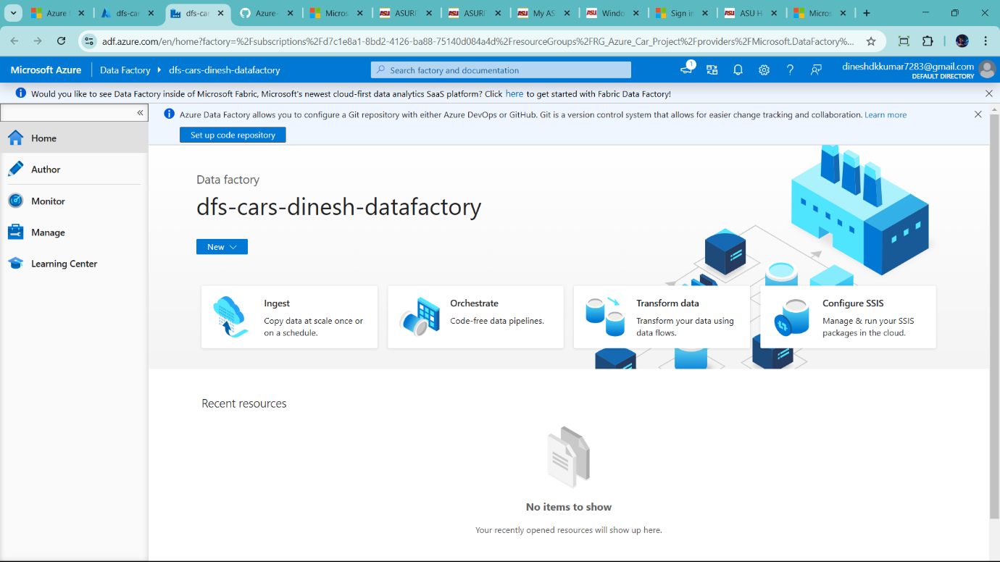 Azure
dfs-car
dfs-car
Azure-
Micros
ASURI
ASURI
My AS
Windo
Sign in
ASU H
Micros
adf.azure.com/en/home?factory=%2Fsubscriptions%2Fd7c1e8a1-8bd2-4126-ba88-75140d084a4d%2FresourceGroups%2FRG_Azure_Car_Project%2Fproviders%2FMicrosoft.DataFactory%...
Microsoft Azure
Data Factory
dfs-cars-dinesh-datafactory
Search factory and documentation
1
dineshdkkumar7283@gmail.com
DEFAULT DIRECTORY
Would you like to see Data Factory inside of Microsoft Fabric, Microsoft's newest cloud-first data analytics SaaS platform? Click here to get started with Fabric Data Factory!
Azure Data Factory allows you to configure a Git repository with either Azure DevOps or GitHub. Git is a version control system that allows for easier change tracking and collaboration. Learn more
Set up code repository
Home
Author
Monitor
Manage
Learning Center
Data factory
dfs-cars-dinesh-datafactory
New
Ingest
Copy data at scale once or
on a schedule.
Orchestrate
Code-free data pipelines.
Transform data
Transform your data using
data flows.
Configure SSIS
Manage & run your SSIS
packages in the cloud.
Recent resources
No items to show
Your recently opened resources will show up here.